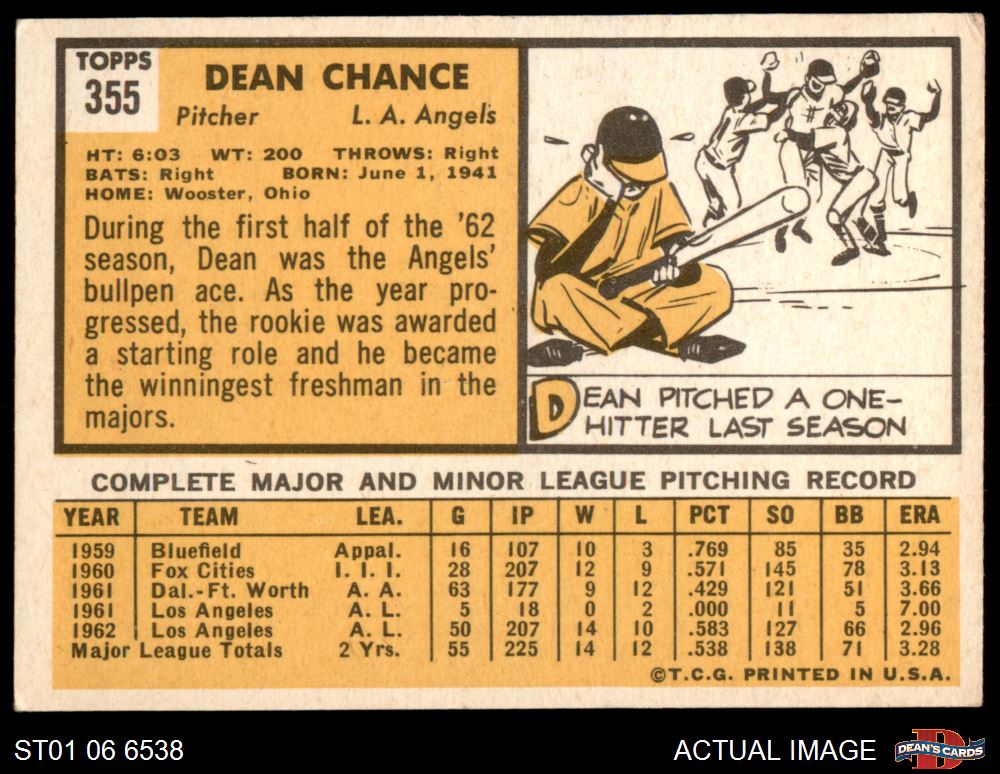 TOPPS
355
DEAN CHANCE
Pitcher L. A. Angels
HT: 6:03 WT: 200 THROWS: Right
BATS: Right BORN: June 1, 1941
HOME: Wooster, Ohio
During the first half of the '62
season, Dean was the Angels'
bullpen ace. As the year pro-
gressed, the rookie was awarded
a starting role and he became
the winningest freshman in the
majors.
DEAN PITCHED A ONE-
HITTER LAST SEASON
COMPLETE MAJOR AND MINOR LEAGUE PITCHING RECORD
YEAR TEAM LEA. G IP W L PCT SO BB ERA
1959 Bluefield Appal. 16 107 10 3 .769 85 35 2.94
1960 Fox Cities I. I. I. 28 207 12 9 .571 145 78 3.13
1961 Dal.-Ft. Worth A. A. 63 177 9 12 .429 121 51 3.66
1961 Los Angeles A. L. 5 18 0 2 .000 11 5 7.00
1962 Los Angeles A. L. 50 207 14 10 .583 127 66 2.96
Major League Totals 2 Yrs. 55 225 14 12 .538 138 71 3.28
©T.C.G. PRINTED IN U.S.A.
ST01 06 6538 ACTUAL IMAGE D DEAN'S CARDS